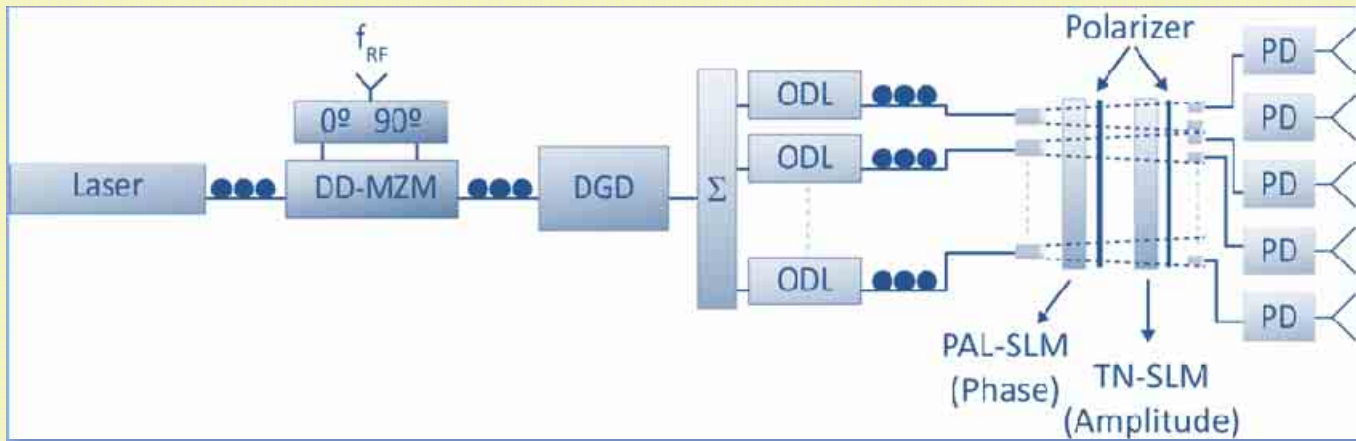 f_RF
0º 90º
Laser
DD-MZM
DGD
Σ
ODL
ODL
ODL
Polarizer
PD
PD
PD
PD
PD
PAL-SLM
(Phase)
TN-SLM
(Amplitude)